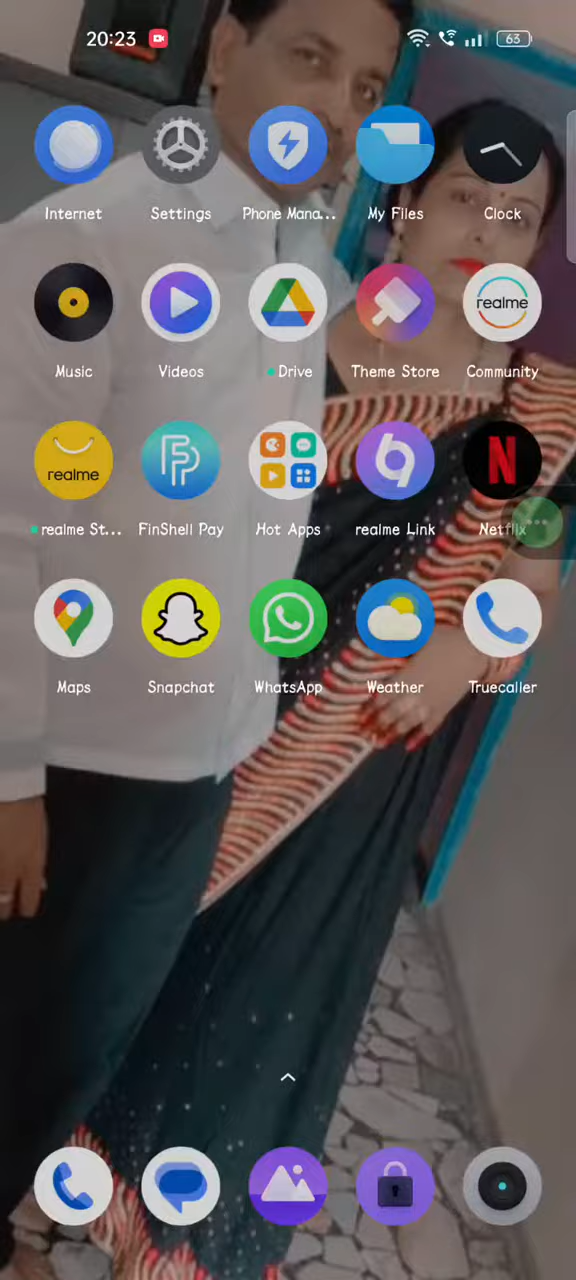 20:23 63
Internet Settings Phone Mana... My Files Clock
realme
Music Videos Drive Theme Store Community
realme
realme St... FinShell Pay Hot Apps realme Link Netflix
Maps Snapchat WhatsApp Weather Truecaller